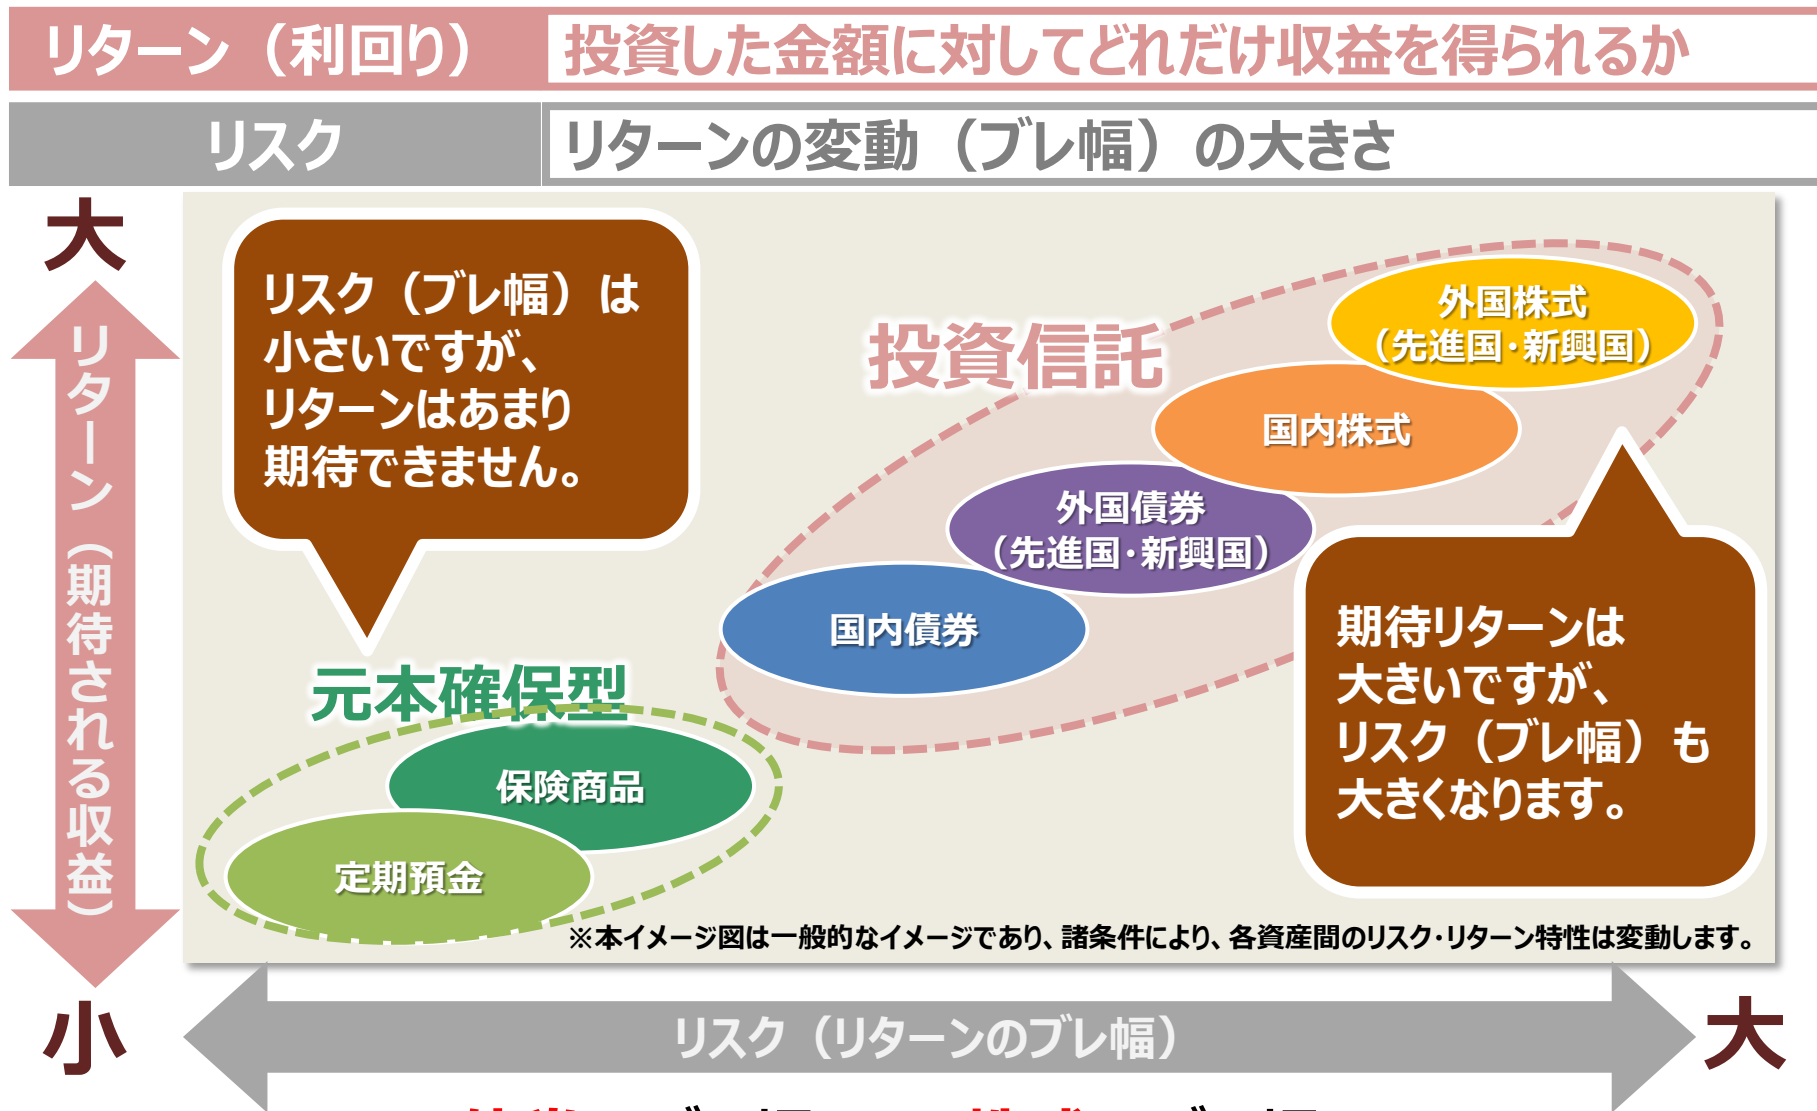 リターン（利回り）
投資した金額に対してどれだけ収益を得られるか
リスク
リターンの変動（ブレ幅）の大きさ
大
リターン（期待される収益）
小
リスク（ブレ幅）は
小さいですが、
リターンはあまり
期待できません。
投資信託
外国株式
（先進国・新興国）
国内株式
外国債券
（先進国・新興国）
国内債券
期待リターンは
大きいですが、
リスク（ブレ幅）も
大きくなります。
元本確保型
保険商品
定期預金
※本イメージ図は一般的なイメージであり、諸条件により、各資産間のリスク・リターン特性は変動します。
リスク（リターンのブレ幅）
大